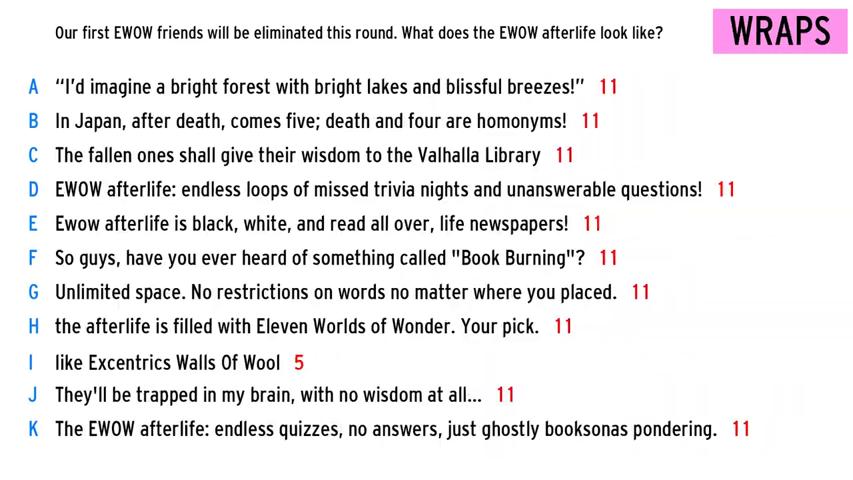 Our first EWOW friends will be eliminated this round. What does the EWOW afterlife look like?
WRAPS
A “I'd imagine a bright forest with bright lakes and blissful breezes!” 11
B In Japan, after death, comes five; death and four are homonyms! 11
C The fallen ones shall give their wisdom to the Valhalla Library 11
D EWOW afterlife: endless loops of missed trivia nights and unanswerable questions! 11
E Ewow afterlife is black, white, and read all over, life newspapers! 11
F So guys, have you ever heard of something called "Book Burning"? 11
G Unlimited space. No restrictions on words no matter where you placed. 11
H the afterlife is filled with Eleven Worlds of Wonder. Your pick. 11
I like Excentrics Walls Of Wool 5
J They'll be trapped in my brain, with no wisdom at all... 11
K The EWOW afterlife: endless quizzes, no answers, just ghostly booksonas pondering. 11